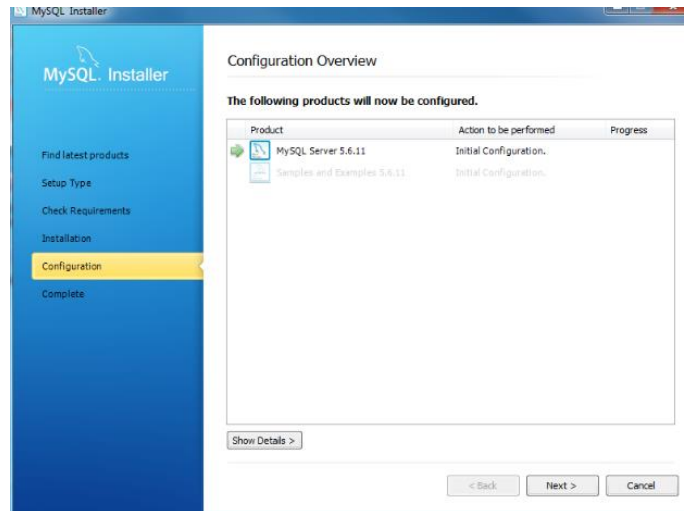 MySQL Installer
MySQL. Installer
Find latest products
Setup Type
Check Requirements
Installation
Configuration
Complete
Configuration Overview
The following products will now be configured.
Product Action to be performed Progress
MySQL Server 5.6.11 Initial Configuration.
Samples and Examples 5.6.11 Initial Configuration.
Show Details >
< Back Next > Cancel